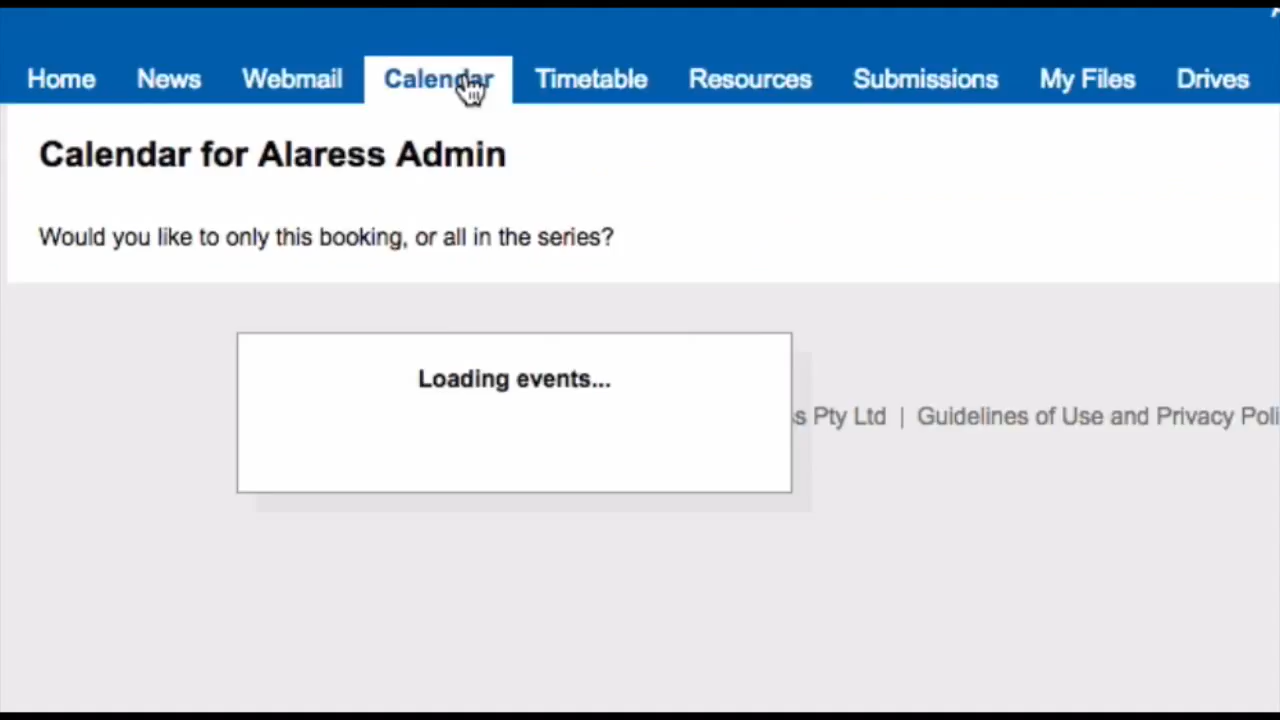 Home News Webmail Calendar Timetable Resources Submissions My Files Drives
Calendar for Alaress Admin
Would you like to only this booking, or all in the series?
Loading events...
Pty Ltd | Guidelines of Use and Privacy